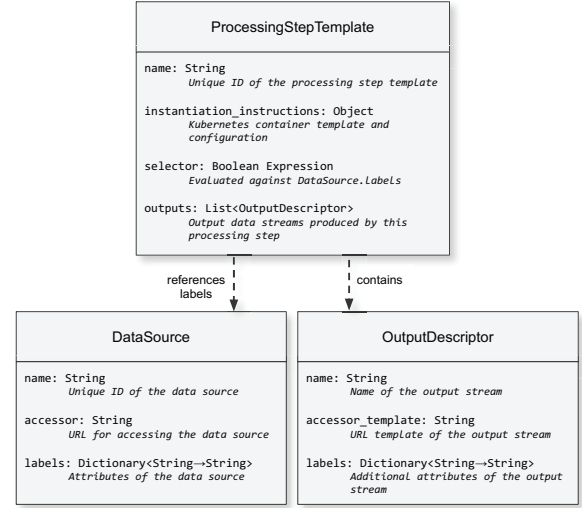 ProcessingStepTemplate
name: String
Unique ID of the processing step template
instantiation_instructions: Object
Kubernetes container template and
configuration
selector: Boolean Expression
Evaluated against DataSource.labels
outputs: List<OutputDescriptor>
Output data streams produced by this
processing step
references
labels
contains
DataSource
name: String
Unique ID of the data source
accessor: String
URL for accessing the data source
labels: Dictionary<String→String>
Attributes of the data source
OutputDescriptor
name: String
Name of the output stream
accessor_template: String
URL template of the output stream
labels: Dictionary<String→String>
Additional attributes of the output
stream